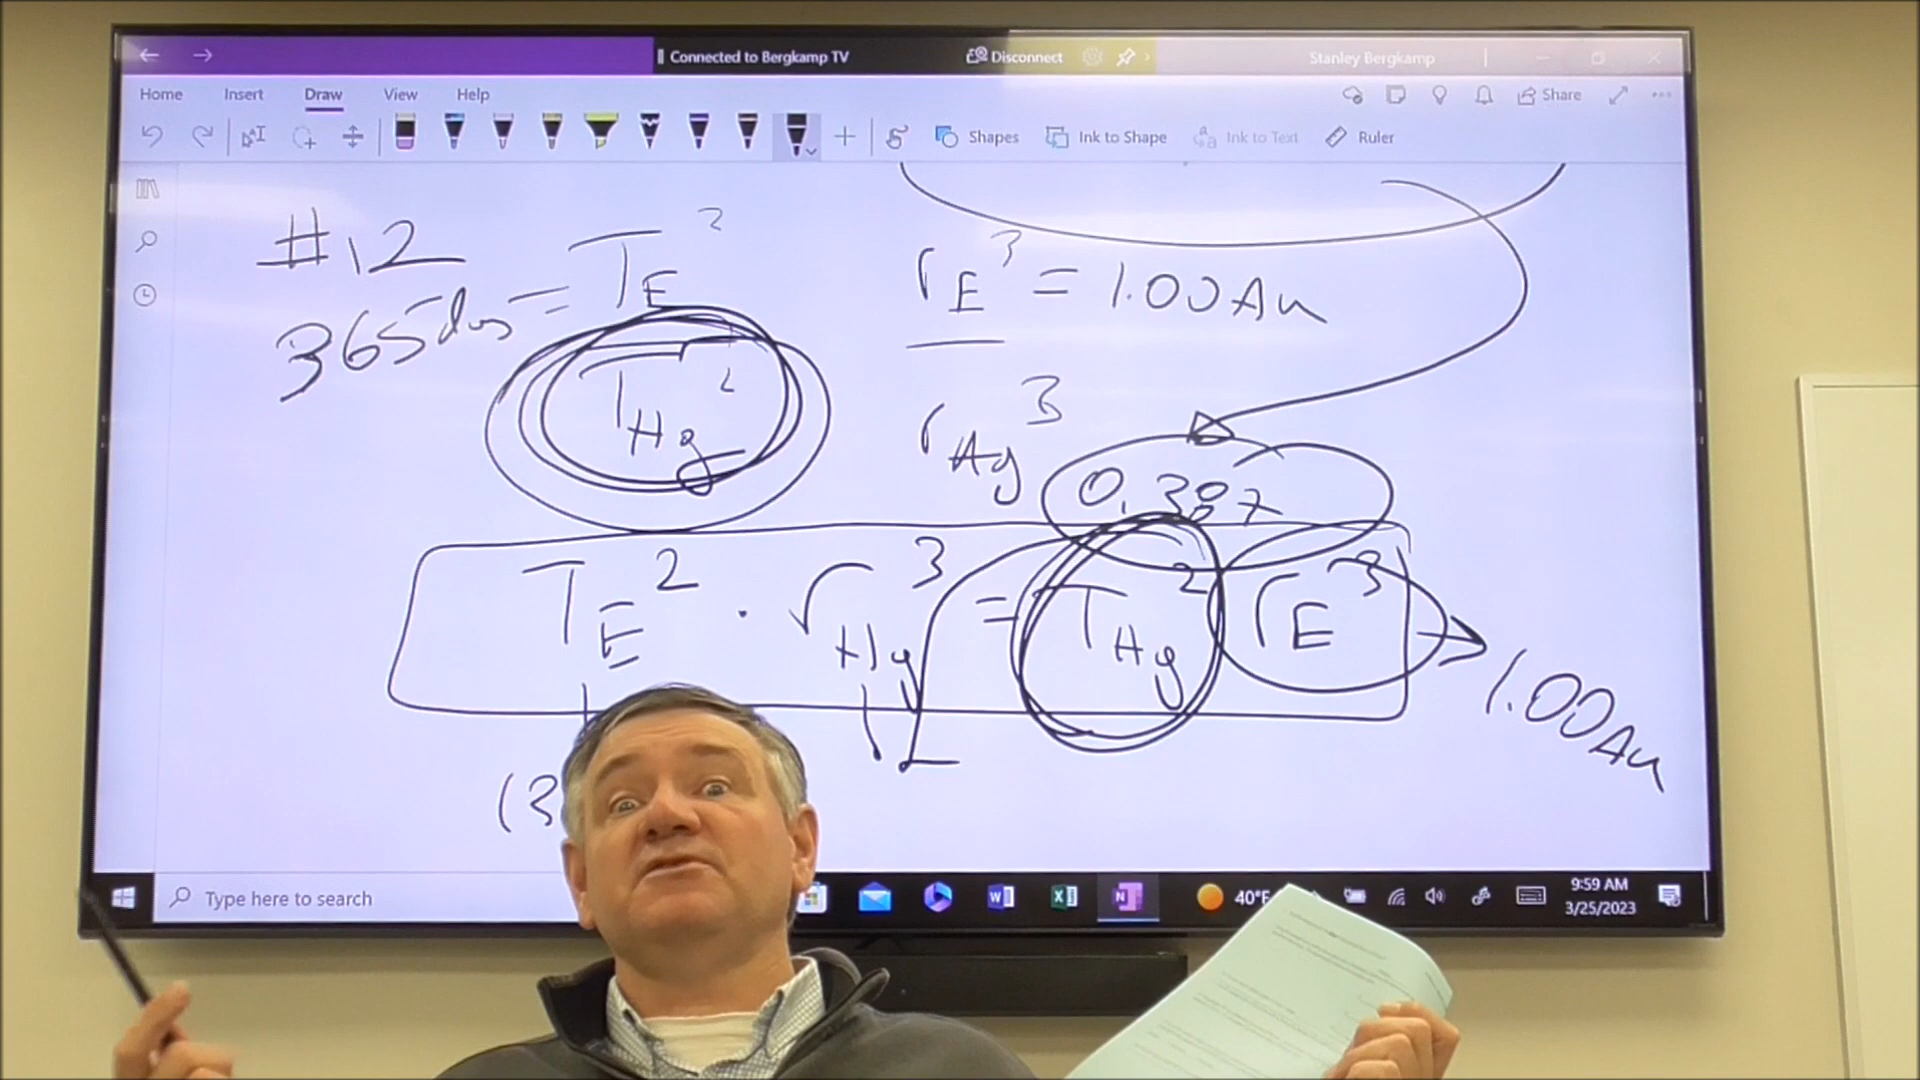 Connected to Bergkamp TV
Disconnect
Stanley Bergkamp
Home Insert Draw View Help
Share
Shapes Ink to Shape Ink to Text Ruler
#12
365 dys = T_E^2
r_E^3 = 1.00 Au
T_Hg^2
r_Hg^3
0.387
T_E^2 · r_Hg^3 = T_Hg^2 r_E^3
1.00 Au
(3
Type here to search
40°F
9:59 AM
3/25/2023